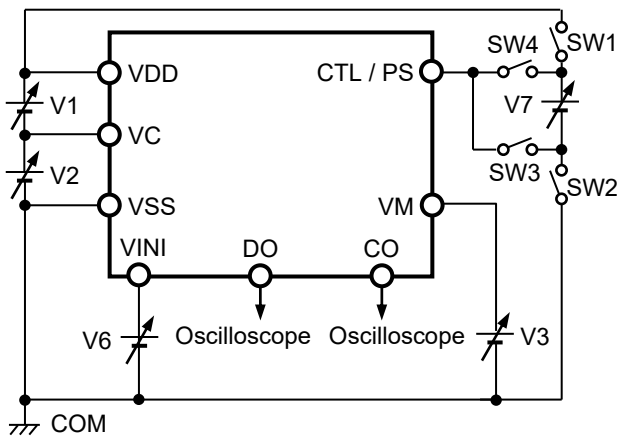 SW1
SW4
VDD
CTL / PS
V1
V7
VC
V2
SW3
SW2
VSS
VM
VINI
DO
CO
V6
Oscilloscope
Oscilloscope
V3
COM